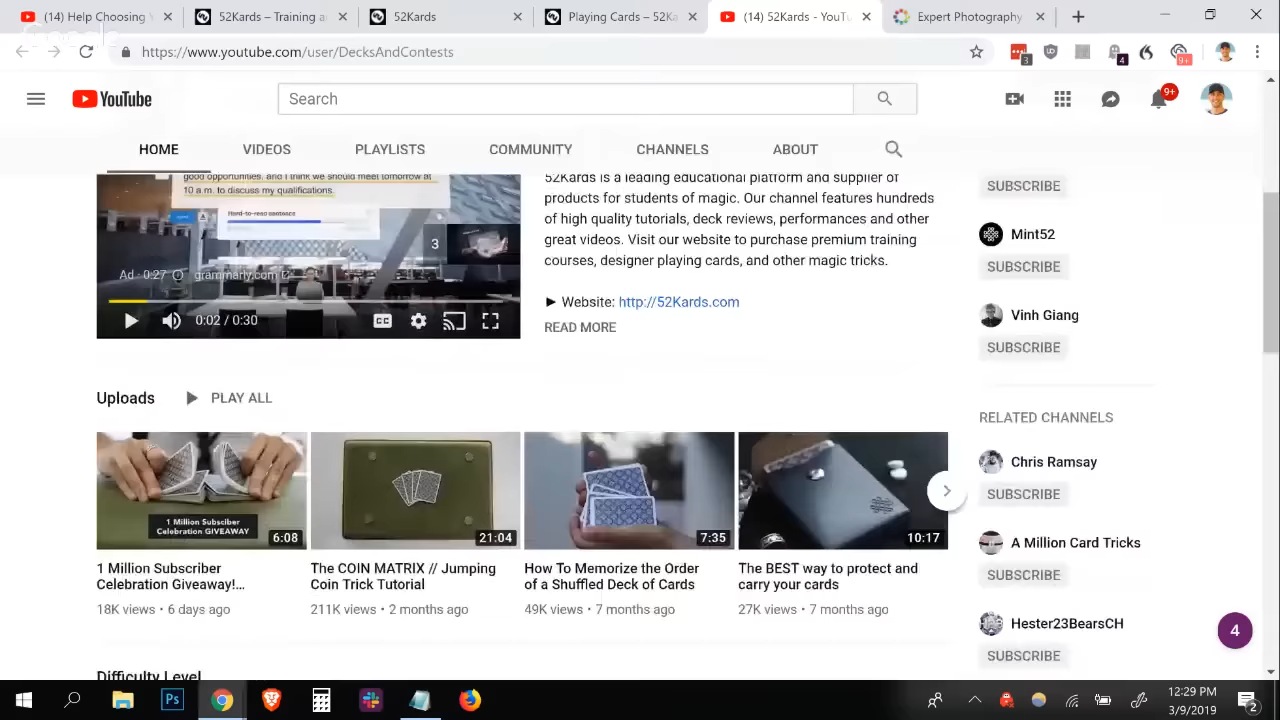 (14) Choosing
52Kards – Training a
52Kards
Playing Cards – 52Ka
(14) 52Kards - YouTu
Expert Photography
https://www.youtube.com/user/DecksAndContests
3
4
9+
YouTube
Search
9+
HOME
VIDEOS
PLAYLISTS
COMMUNITY
CHANNELS
ABOUT
good opportunities. and I think we should meet tomorrow at
10 a.m. to discuss my qualifications.
Hard-to-read sentence
3
Ad · 0:27
grammarly.com
0:02 / 0:30
CC
52Kards is a leading educational platform and supplier of
products for students of magic. Our channel features hundreds
of high quality tutorials, deck reviews, performances and other
great videos. Visit our website to purchase premium training
courses, designer playing cards, and other magic tricks.
► Website: http://52Kards.com
READ MORE
SUBSCRIBE
Mint52
SUBSCRIBE
Vinh Giang
SUBSCRIBE
RELATED CHANNELS
Chris Ramsay
SUBSCRIBE
A Million Card Tricks
SUBSCRIBE
Hester23BearsCH
SUBSCRIBE
Uploads
PLAY ALL
1 Million Subsciber
Celebration GIVEAWAY
6:08
21:04
7:35
10:17
1 Million Subscriber
Celebration Giveaway!...
18K views • 6 days ago
The COIN MATRIX // Jumping
Coin Trick Tutorial
211K views • 2 months ago
How To Memorize the Order
of a Shuffled Deck of Cards
49K views • 7 months ago
The BEST way to protect and
carry your cards
27K views • 7 months ago
4
Difficulty Level
Ps
12:29 PM
3/9/2019
2